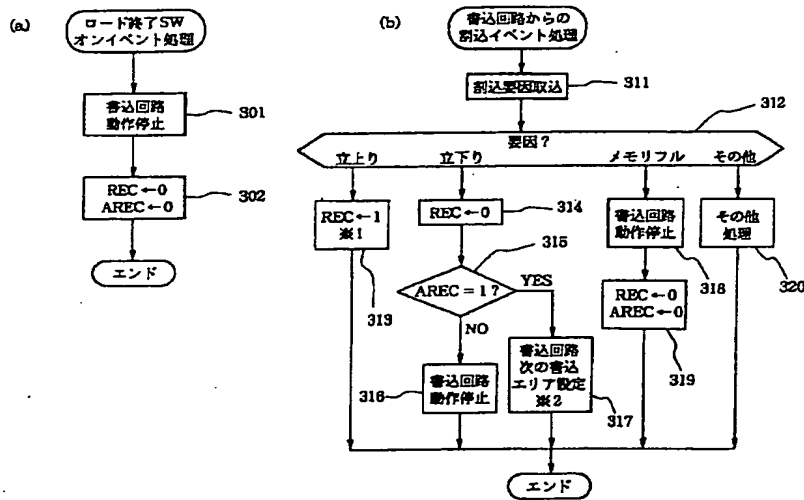 (a)
ロード終了SW
オンイベント処理
書込回路
動作停止
301
REC←0
AREC←0
302
エンド
(b)
書込回路からの
割込イベント処理
割込要因取込
311
312
要因？
立上り
立下り
メモリフル
その他
REC←1
※1
313
REC←0
314
315
AREC＝1？
YES
NO
書込回路
動作停止
316
書込回路
次の書込
エリア設定
※2
317
書込回路
動作停止
318
REC←0
AREC←0
319
その他
処理
320
エンド